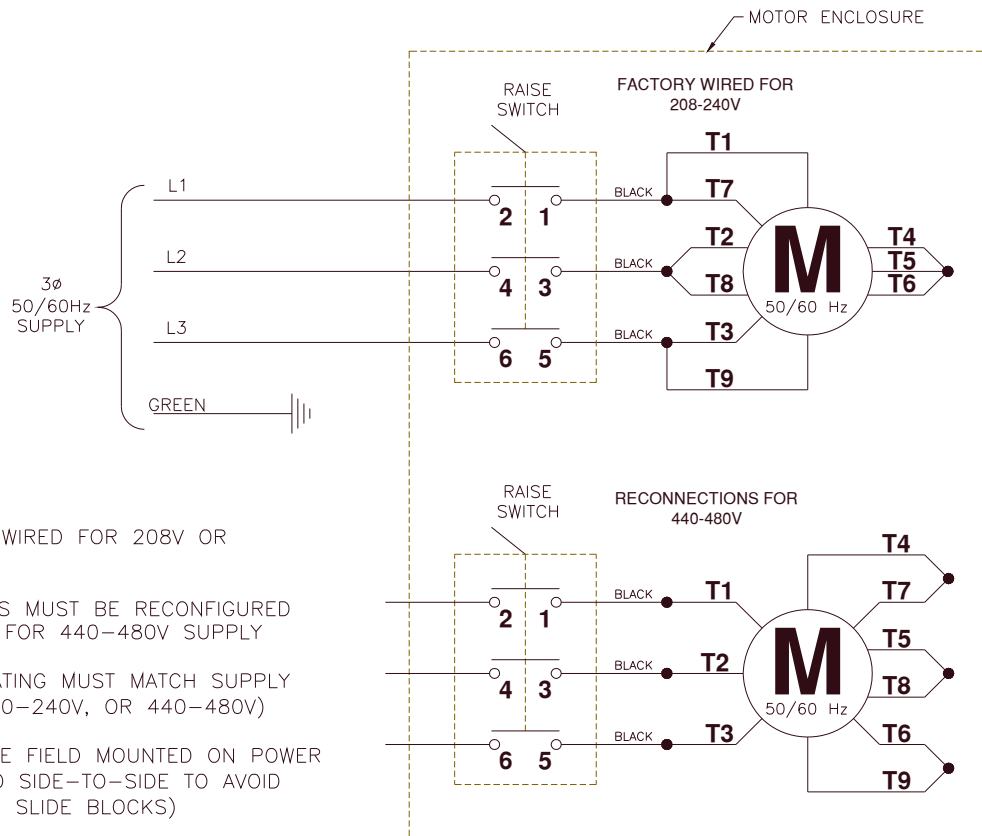 MOTOR ENCLOSURE
RAISE
SWITCH
FACTORY WIRED FOR
208-240V
T1
L1
BLACK
T7
2 1
T2
T4
L2
BLACK
M
T5
4 3
T8
T6
50/60 Hz
3ø
50/60Hz
SUPPLY
L3
BLACK
T3
6 5
T9
GREEN
RAISE
SWITCH
RECONNECTIONS FOR
440-480V
WIRED FOR 208V OR
T4
S MUST BE RECONFIGURED
FOR 440-480V SUPPLY
BLACK
T1
T7
2 1
T5
BLACK
T2
M
4 3
T8
50/60 Hz
ATING MUST MATCH SUPPLY
0-240V, OR 440-480V)
BLACK
T3
T6
6 5
T9
E FIELD MOUNTED ON POWER
D SIDE-TO-SIDE TO AVOID
SLIDE BLOCKS)